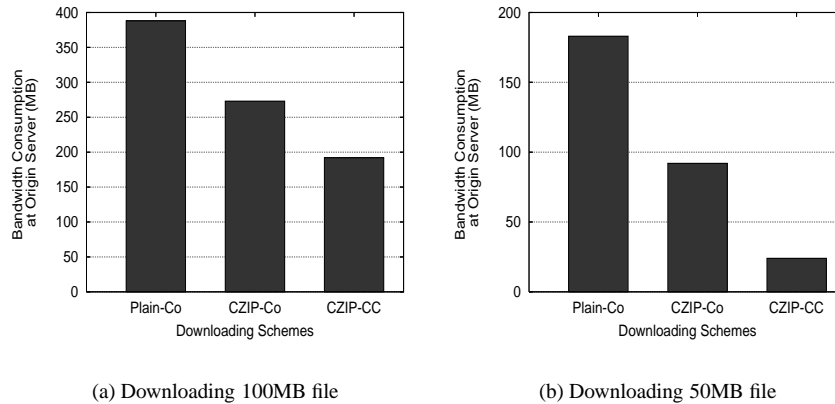 400
350
300
250
200
150
100
50
0
Bandwidth Consumption
at Origin Server (MB)
Plain-Co CZIP-Co CZIP-CC
Downloading Schemes
(a) Downloading 100MB file
200
150
100
50
0
Bandwidth Consumption
at Origin Server (MB)
Plain-Co CZIP-Co CZIP-CC
Downloading Schemes
(b) Downloading 50MB file